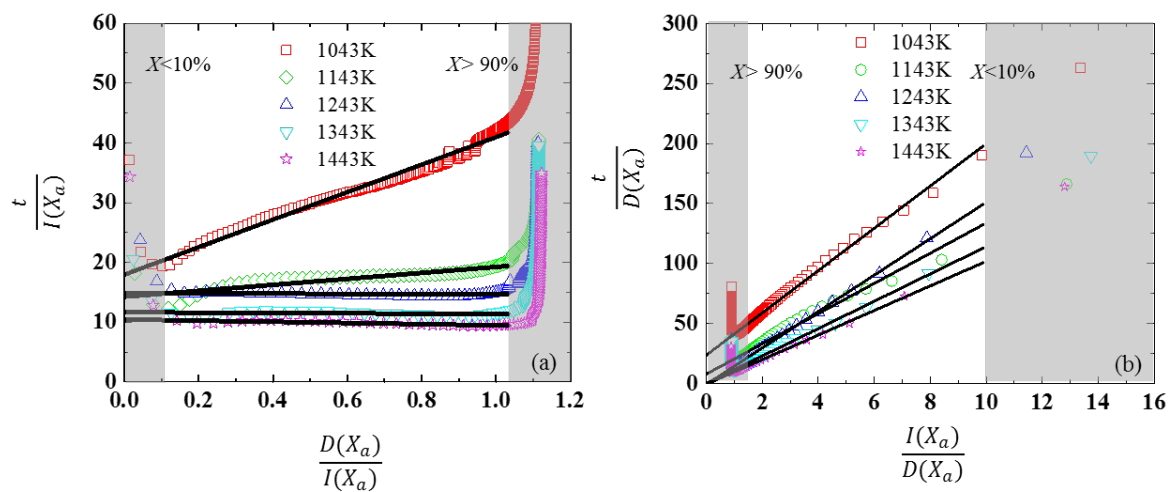 60
50
40
30
20
10
0
t
I(Xₐ)
X<10%
X> 90%
1043K
1143K
1243K
1343K
1443K
(a)
0.0 0.2 0.4 0.6 0.8 1.0 1.2
D(Xₐ)
I(Xₐ)
300
250
200
150
100
50
0
t
D(Xₐ)
X> 90%
X<10%
1043K
1143K
1243K
1343K
1443K
(b)
0 2 4 6 8 10 12 14 16
I(Xₐ)
D(Xₐ)